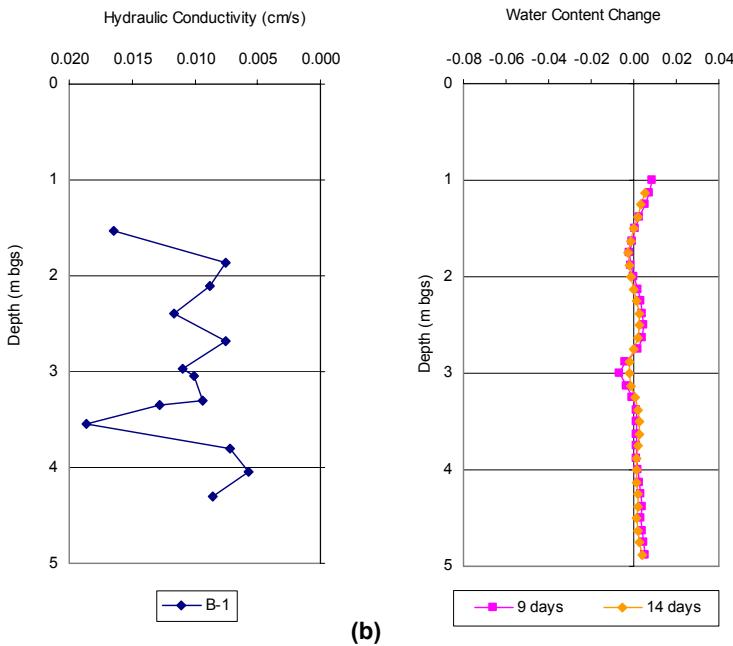 Hydraulic Conductivity (cm/s)
0.020 0.015 0.010 0.005 0.000
0
1
2
3
4
5
Depth (m bgs)
B-1
Water Content Change
-0.08 -0.06 -0.04 -0.02 0.00 0.02 0.04
0
1
2
3
4
5
Depth (m bgs)
9 days 14 days
(b)